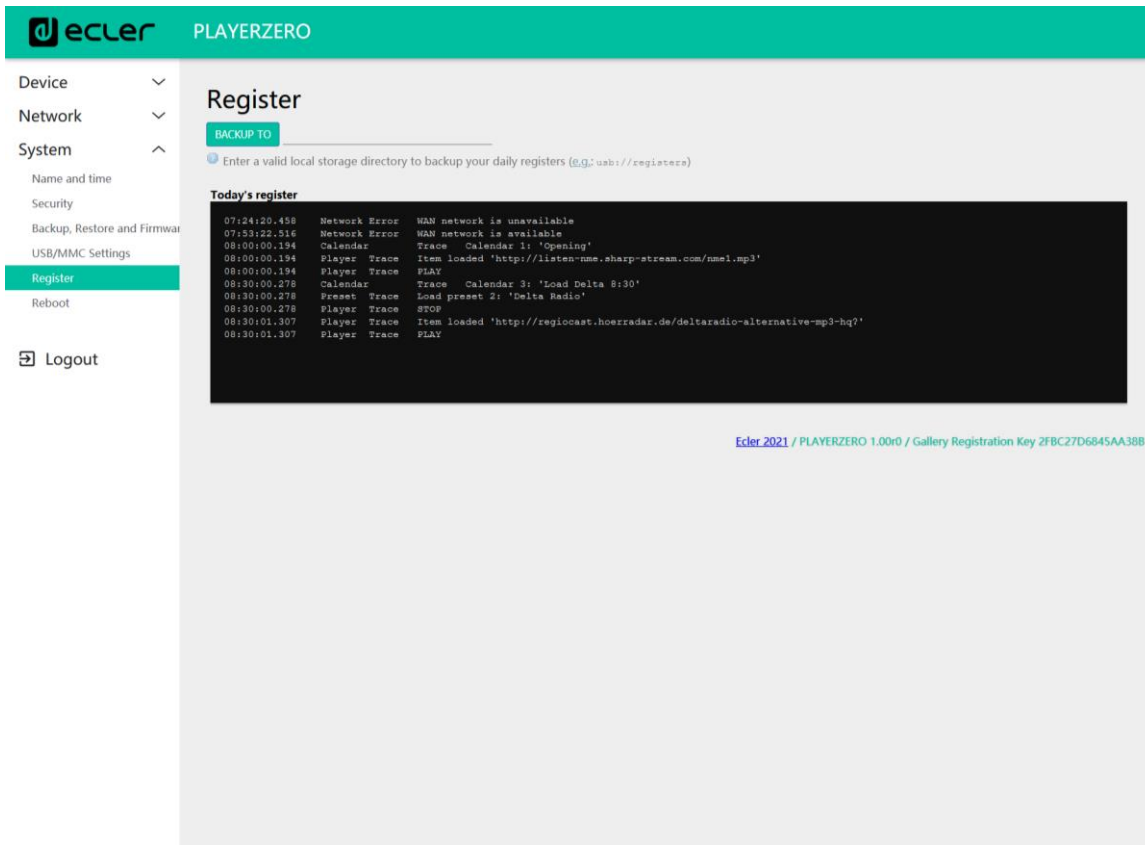 ecler PLAYERZERO
Device
Network
System
Name and time
Security
Backup, Restore and Firmwar
USB/MMC Settings
Register
Reboot
Logout
Register
BACKUP TO
Enter a valid local storage directory to backup your daily registers (e.g.: usb://registers)
Today's register
07:24:20.458 Network Error WAN network is unavailable
07:53:22.516 Network Error WAN network is available
08:00:00.194 Calendar Trace Calendar 1: 'Opening'
08:00:00.194 Player Trace Item loaded 'http://listen-nme.sharp-stream.com/nme1.mp3'
08:00:00.194 Player Trace PLAY
08:30:00.278 Calendar Trace Calendar 3: 'Load Delta 8:30'
08:30:00.278 Preset Trace Load preset 2: 'Delta Radio'
08:30:00.278 Player Trace STOP
08:30:01.307 Player Trace Item loaded 'http://regiocast.hoerradar.de/deltaradio-alternative-mp3-hq?'
08:30:01.307 Player Trace PLAY
Ecler 2021 / PLAYERZERO 1.00r0 / Gallery Registration Key 2FBC27D6845AA38B